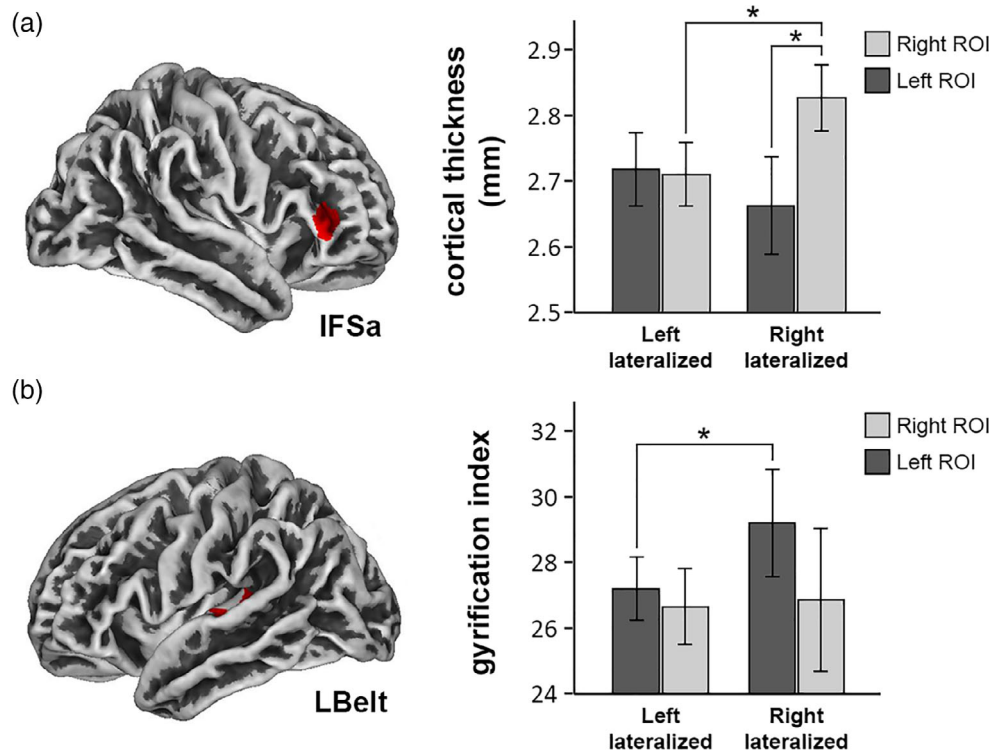 (a)
IFSa
cortical thickness
(mm)
2.9
2.8
2.7
2.6
2.5
*
*
Right ROI
Left ROI
Left
lateralized
Right
lateralized
(b)
LBelt
gyrification index
32
31
30
28
26
24
*
Right ROI
Left ROI
Left
lateralized
Right
lateralized